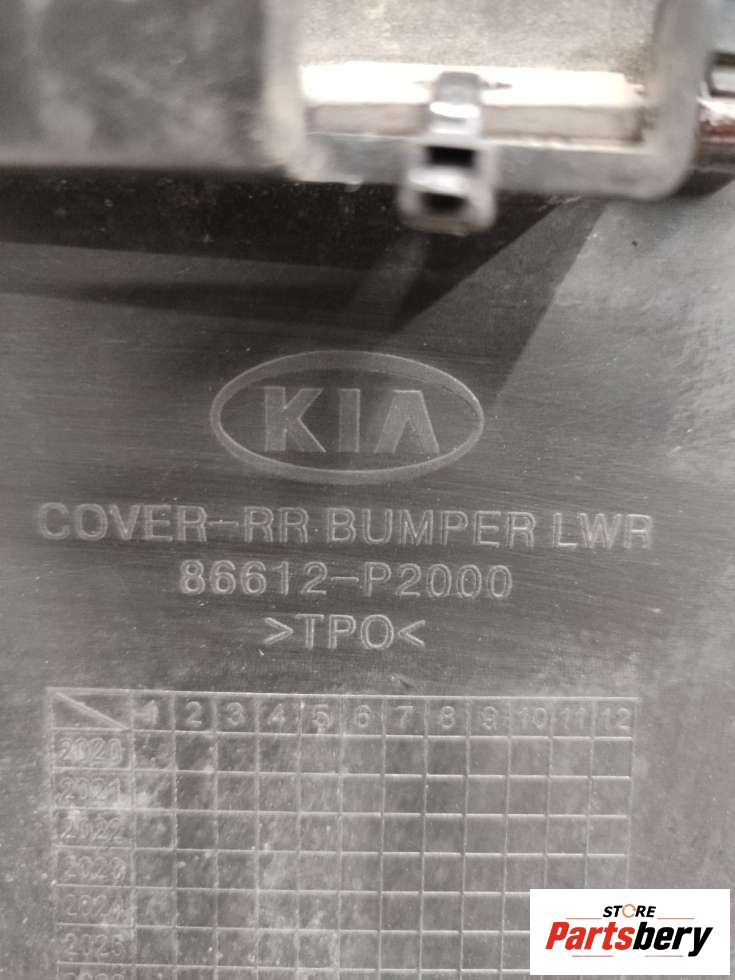 KIA
COVER-RR BUMPER LWR
86612-P2000
>TPO<
1 2 3 4 5 6 7 8 9 10 11 12
2020
2021
2022
2023
2024
2025
STORE
Partsbery